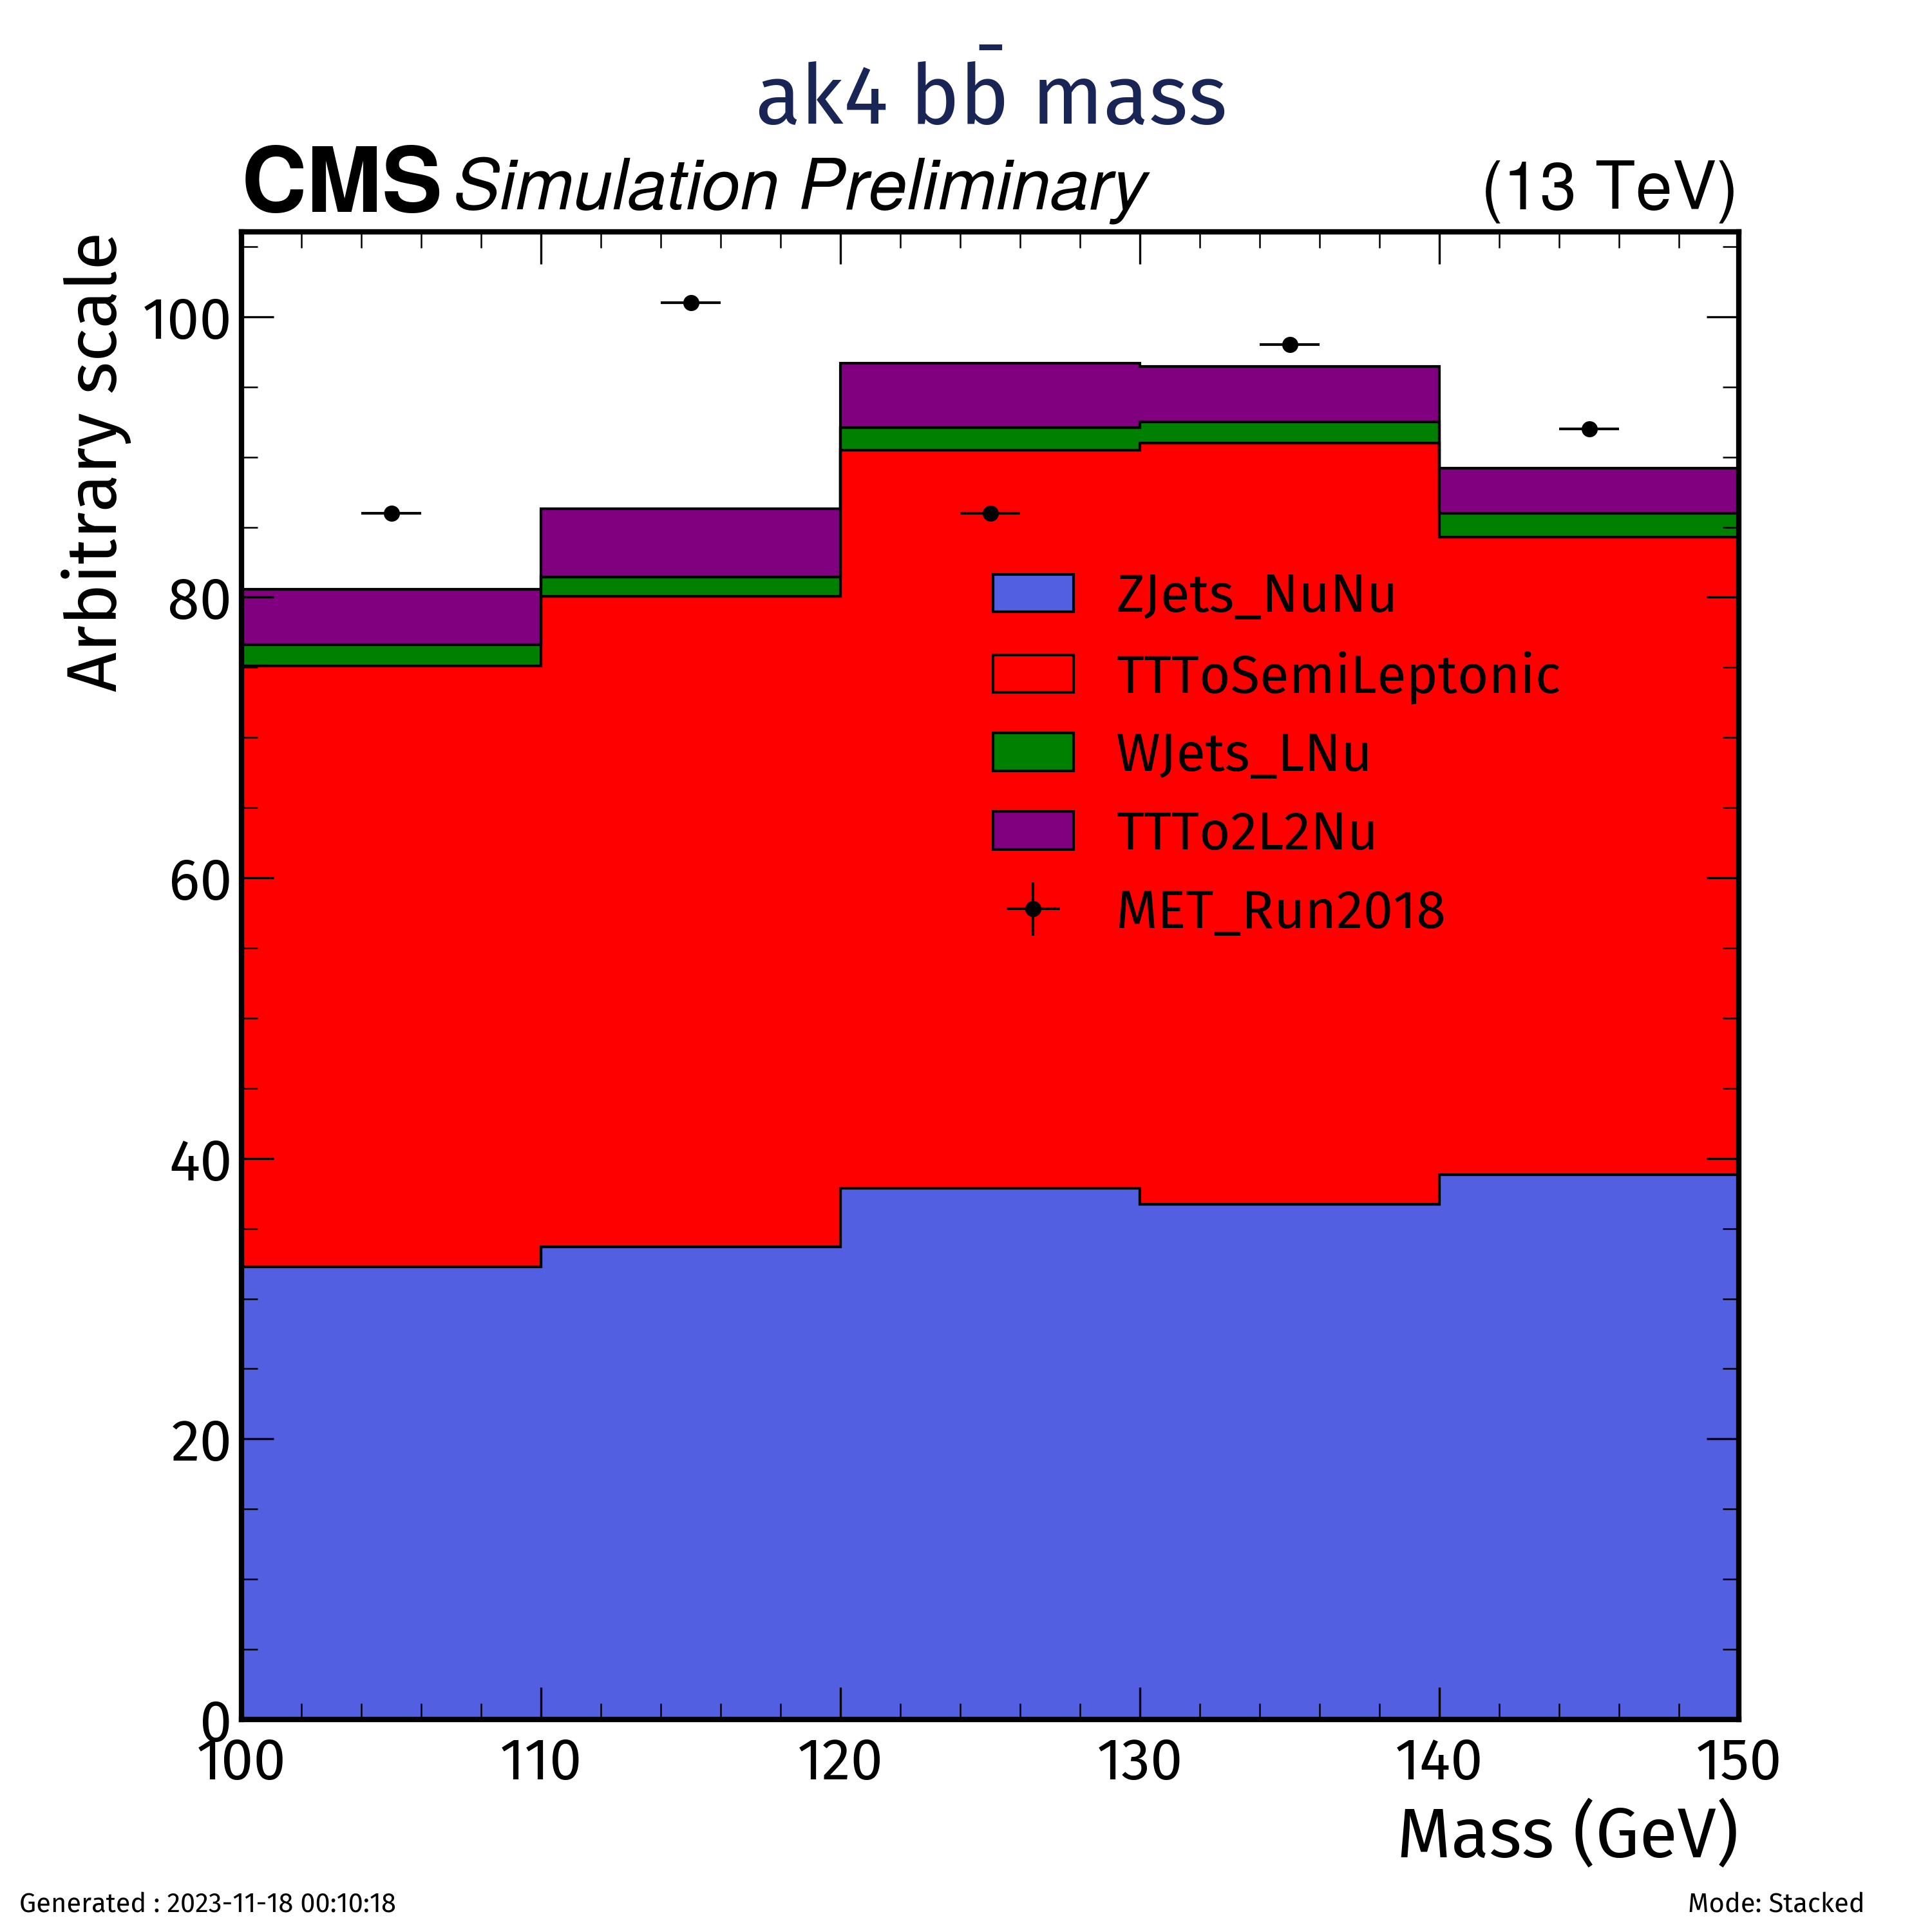 ak4 bb̄ mass
CMS Simulation Preliminary (13 TeV)
Arbitrary scale
100
80
60
40
20
0
ZJets_NuNu
TTToSemiLeptonic
WJets_LNu
TTTo2L2Nu
MET_Run2018
100 110 120 130 140 150
Mass (GeV)
Generated : 2023-11-18 00:10:18 Mode: Stacked